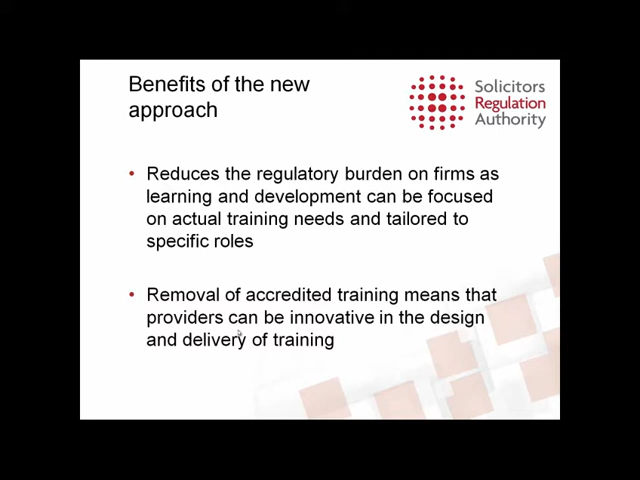 Benefits of the new
approach
Solicitors
Regulation
Authority
• Reduces the regulatory burden on firms as
learning and development can be focused
on actual training needs and tailored to
specific roles
• Removal of accredited training means that
providers can be innovative in the design
and delivery of training